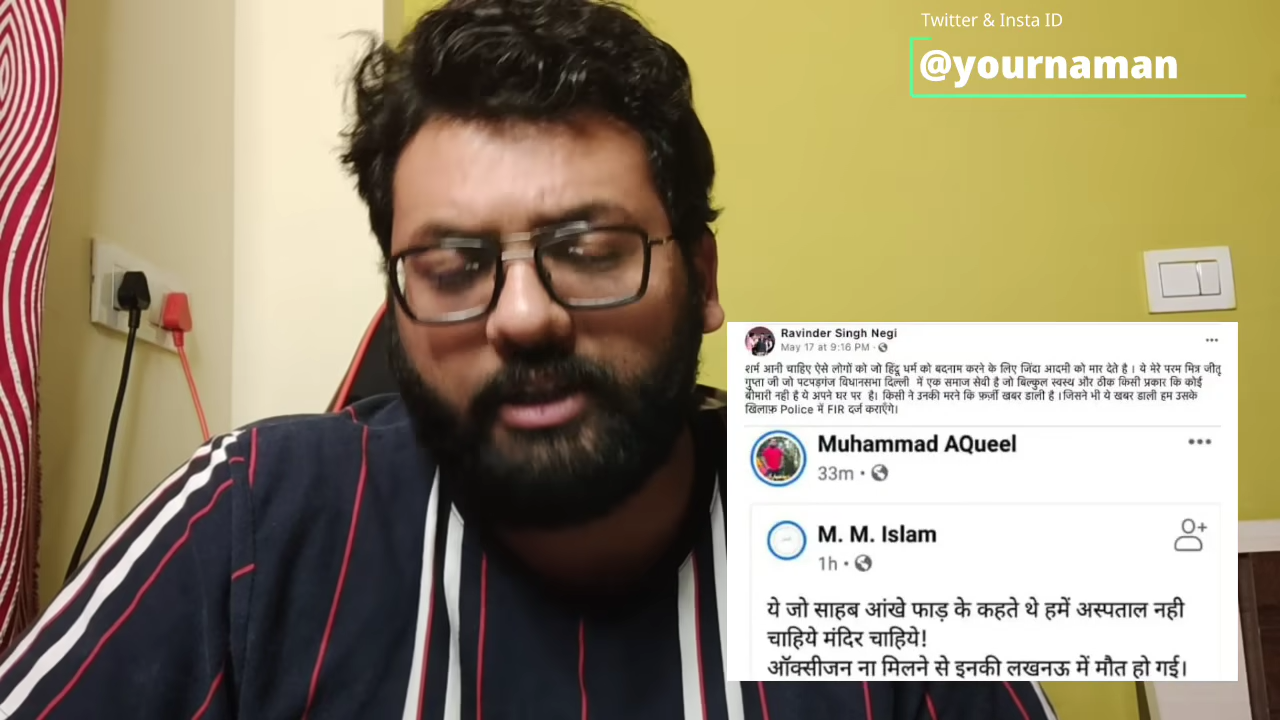 Twitter & Insta ID
@yournaman
Ravinder Singh Negi
May 17 at 9:16 PM ·
शर्म आनी चाहिए ऐसे लोगों को जो हिंदू धर्म को बदनाम करने के लिए जिंदा आदमी को मार देते है । ये मेरे परम मित्र जीतू
गुप्ता जी जो पटपड़गंज विधानसभा दिल्ली में एक समाज सेवी है जो बिल्कुल स्वस्थ और ठीक किसी प्रकार कि कोई
बीमारी नही है ये अपने घर पर है। किसी ने उनकी मरने कि फ़र्जी खबर डाली है ।जिसने भी ये खबर डाली हम उसके
खिलाफ़ Police में FIR दर्ज कराएँगे।
Muhammad AQueel
33m ·
M. M. Islam
1h ·
ये जो साहब आंखे फाड़ के कहते थे हमें अस्पताल नही
चाहिये मंदिर चाहिये!
ऑक्सीजन ना मिलने से इनकी लखनऊ में मौत हो गई।